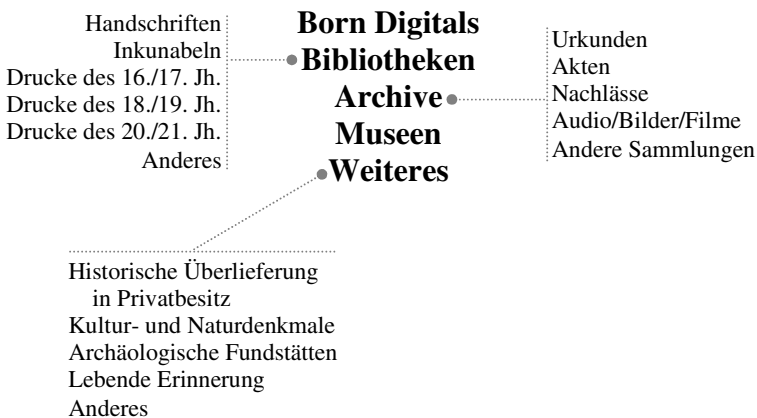 Born Digitals
Bibliotheken
Archive
Museen
Weiteres
Handschriften
Inkunabeln
Drucke des 16./17. Jh.
Drucke des 18./19. Jh.
Drucke des 20./21. Jh.
Anderes
Urkunden
Akten
Nachlässe
Audio/Bilder/Filme
Andere Sammlungen
Historische Überlieferung
in Privatbesitz
Kultur- und Naturdenkmale
Archäologische Fundstätten
Lebende Erinnerung
Anderes